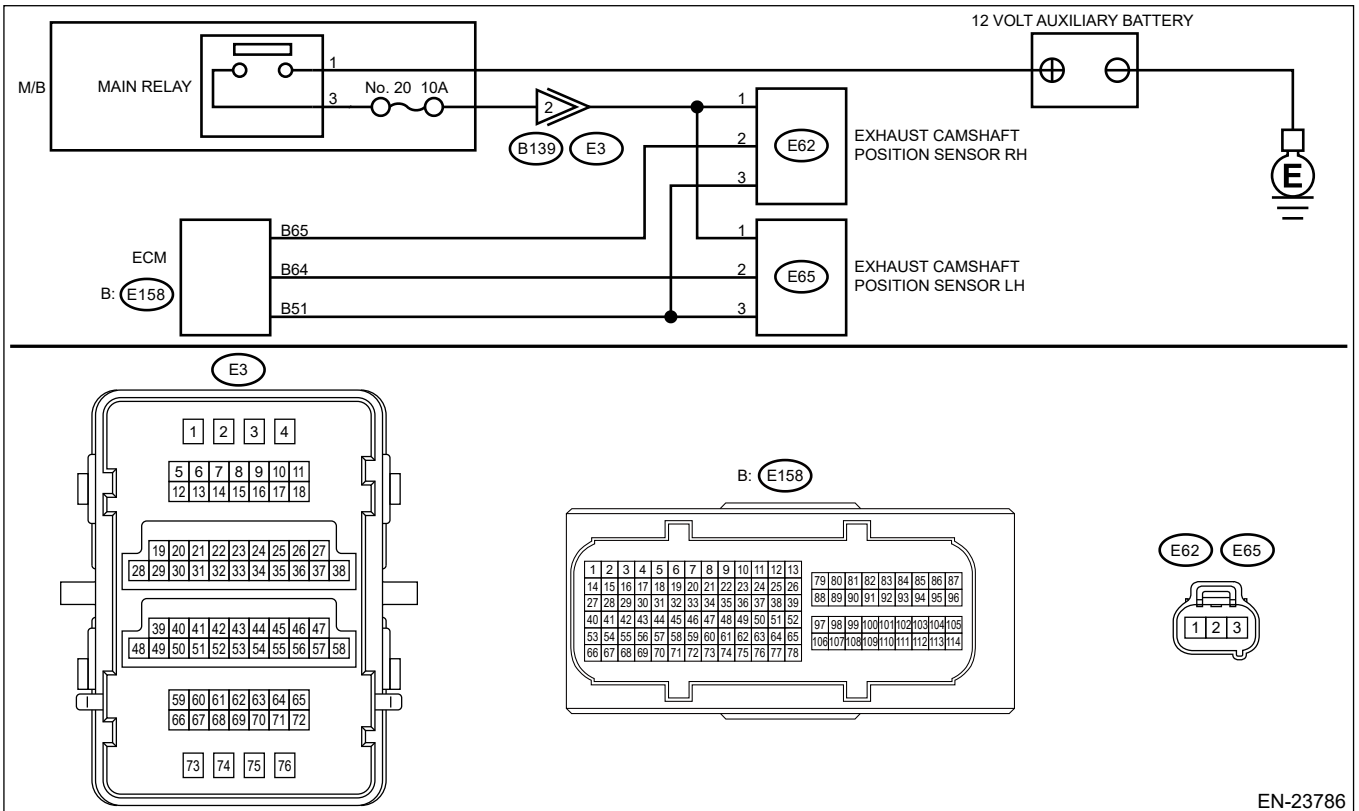 12 VOLT AUXILIARY BATTERY
M/B
MAIN RELAY
1
3
No. 20 10A
2
B139 E3
1
2
3
E62
EXHAUST CAMSHAFT
POSITION SENSOR RH
E
ECM
B: E158
B65
B64
B51
1
2
3
E65
EXHAUST CAMSHAFT
POSITION SENSOR LH
E3
1 2 3 4
5 6 7 8 9 10 11
12 13 14 15 16 17 18
19 20 21 22 23 24 25 26 27
28 29 30 31 32 33 34 35 36 37 38
39 40 41 42 43 44 45 46 47
48 49 50 51 52 53 54 55 56 57 58
59 60 61 62 63 64 65
66 67 68 69 70 71 72
73 74 75 76
B: E158
1 2 3 4 5 6 7 8 9 10 11 12 13
14 15 16 17 18 19 20 21 22 23 24 25 26
27 28 29 30 31 32 33 34 35 36 37 38 39
40 41 42 43 44 45 46 47 48 49 50 51 52
53 54 55 56 57 58 59 60 61 62 63 64 65
66 67 68 69 70 71 72 73 74 75 76 77 78
79 80 81 82 83 84 85 86 87
88 89 90 91 92 93 94 95 96
97 98 99 100 101 102 103 104 105
106 107 108 109 110 111 112 113 114
E62 E65
1 2 3
EN-23786